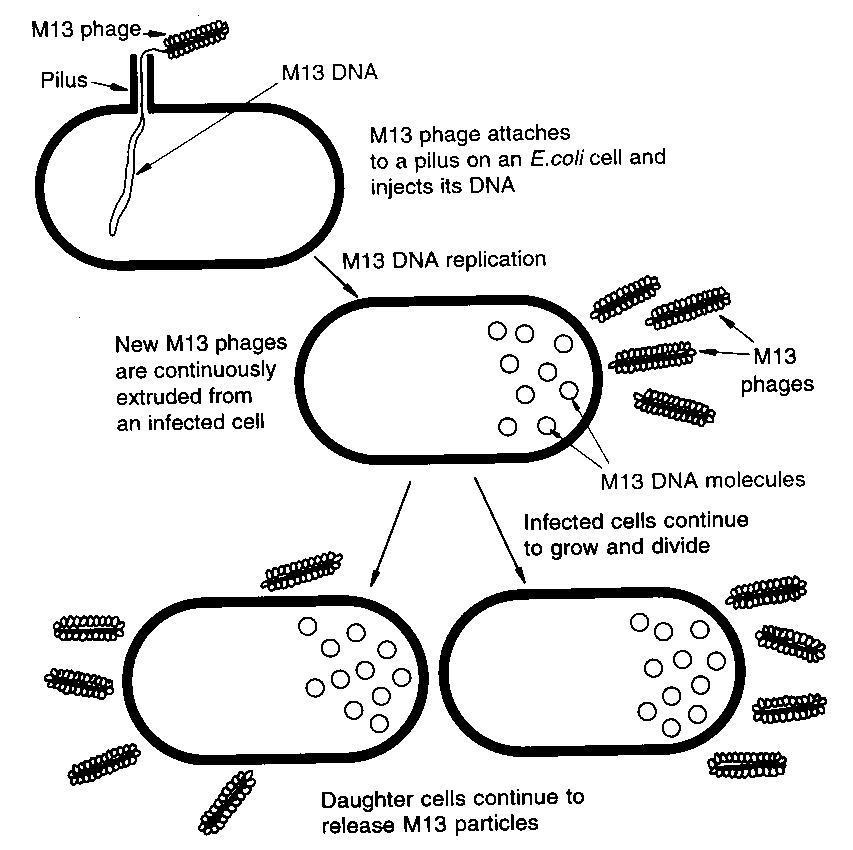 M13 phage
Pilus
M13 DNA
M13 phage attaches
to a pilus on an E.coli cell and
injects its DNA
M13 DNA replication
New M13 phages
are continuously
extruded from
an infected cell
M13
phages
M13 DNA molecules
Infected cells continue
to grow and divide
Daughter cells continue to
release M13 particles